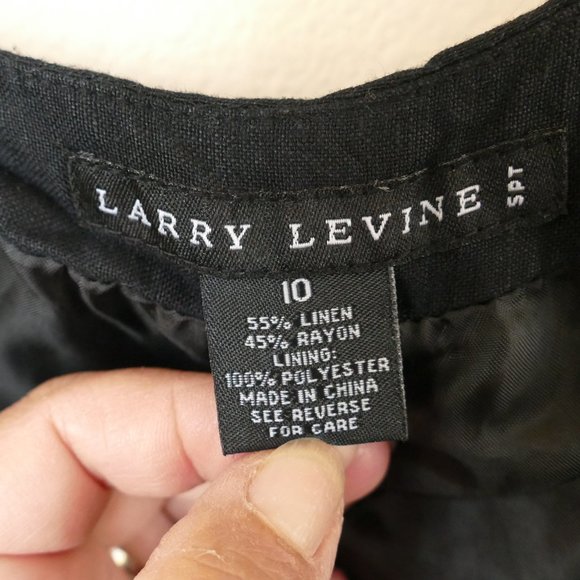 LARRY LEVINE SPT
10
55% LINEN
45% RAYON
LINING:
100% POLYESTER
MADE IN CHINA
SEE REVERSE
FOR CARE